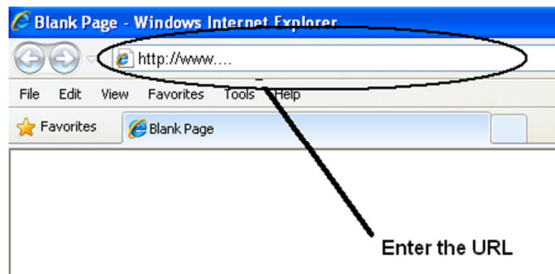 Blank Page - Windows Internet Explorer
http://www....
File Edit View Favorites Tools Help
Favorites Blank Page
Enter the URL